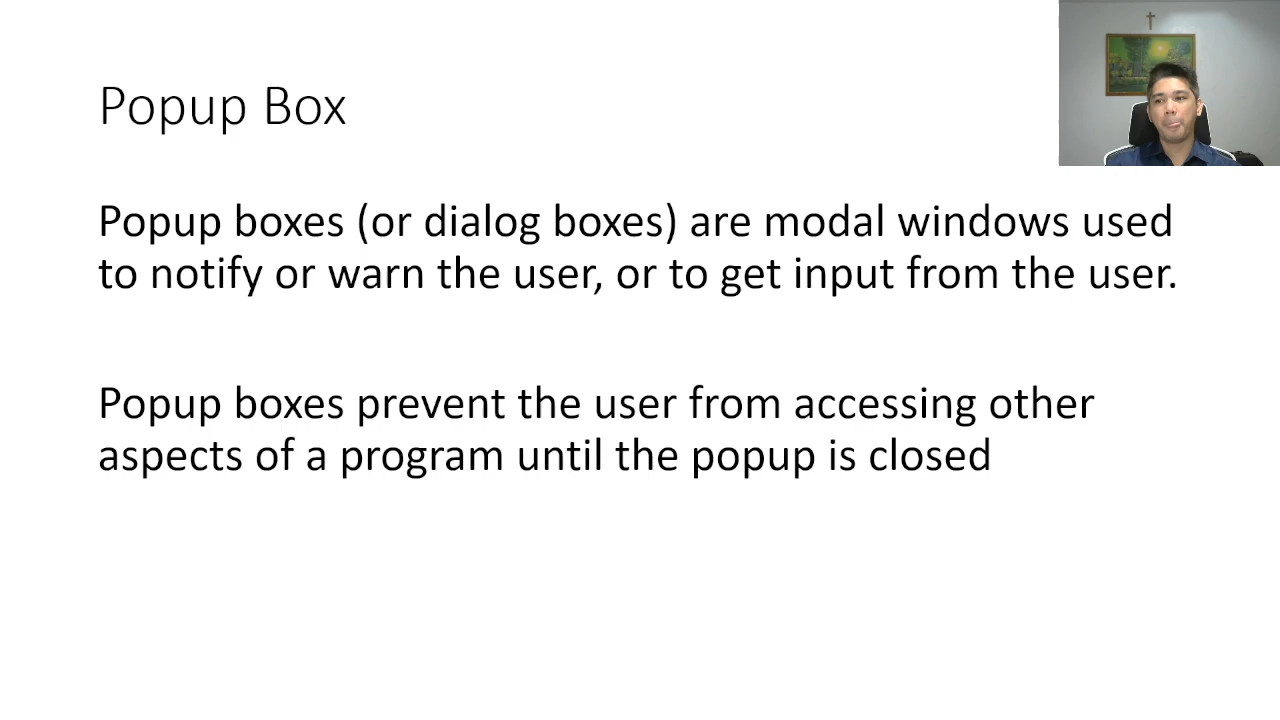 Popup Box
Popup boxes (or dialog boxes) are modal windows used
to notify or warn the user, or to get input from the user.
Popup boxes prevent the user from accessing other
aspects of a program until the popup is closed